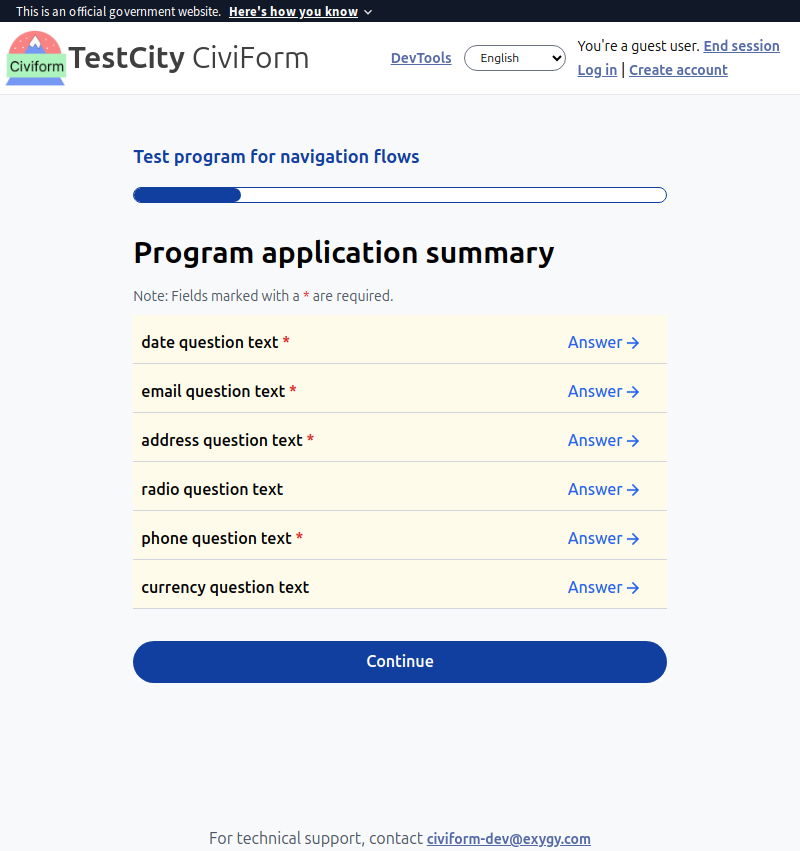 This is an official government website. Here's how you know
Civiform
TestCity CiviForm
DevTools
English
You're a guest user. End session
Log in | Create account
Test program for navigation flows
Program application summary
Note: Fields marked with a * are required.
date question text * Answer
email question text * Answer
address question text * Answer
radio question text Answer
phone question text * Answer
currency question text Answer
Continue
For technical support, contact civiform-dev@exygy.com